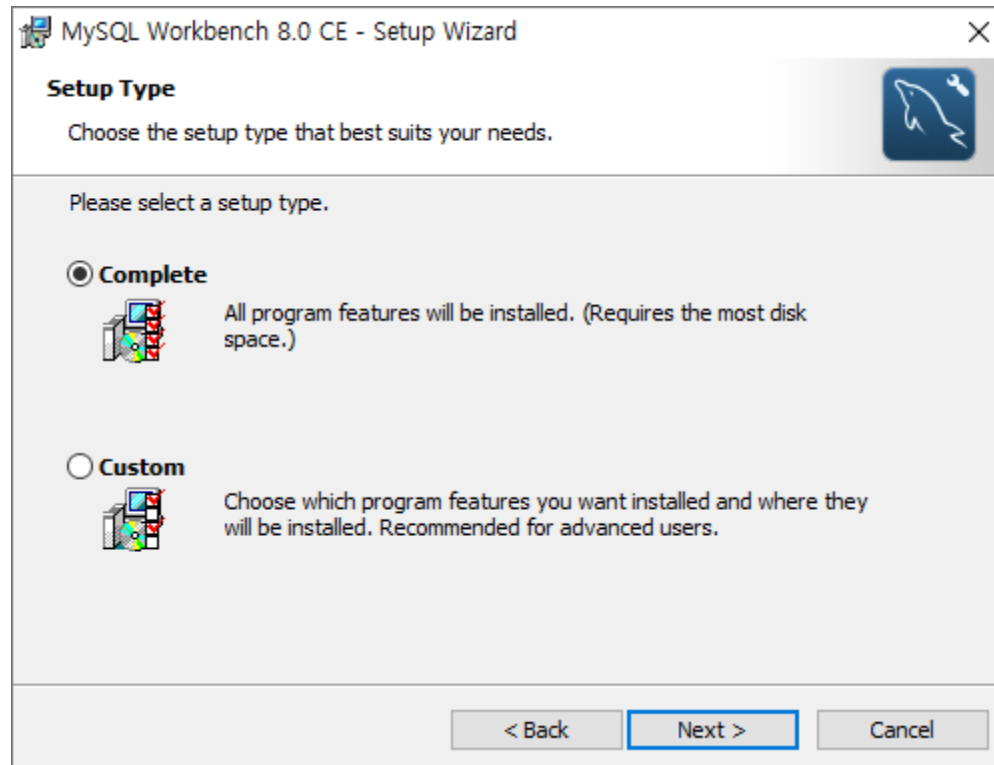 MySQL Workbench 8.0 CE - Setup Wizard
Setup Type
Choose the setup type that best suits your needs.
Please select a setup type.
Complete
All program features will be installed. (Requires the most disk
space.)
Custom
Choose which program features you want installed and where they
will be installed. Recommended for advanced users.
< Back
Next >
Cancel